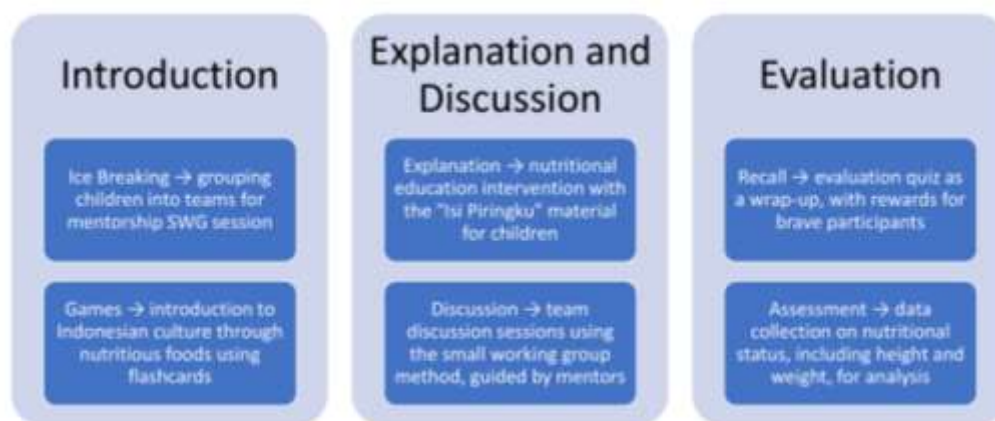 Introduction
Ice Breaking → grouping
children into teams for
mentorship SWG session
Games → introduction to
Indonesian culture through
nutritious foods using
flashcards
Explanation and
Discussion
Explanation → nutritional
education intervention with
the "Isi Piringku" material
for children
Discussion → team
discussion sessions using
the small working group
method, guided by mentors
Evaluation
Recall → evaluation quiz as
a wrap-up, with rewards for
brave participants
Assessment → data
collection on nutritional
status, including height and
weight, for analysis